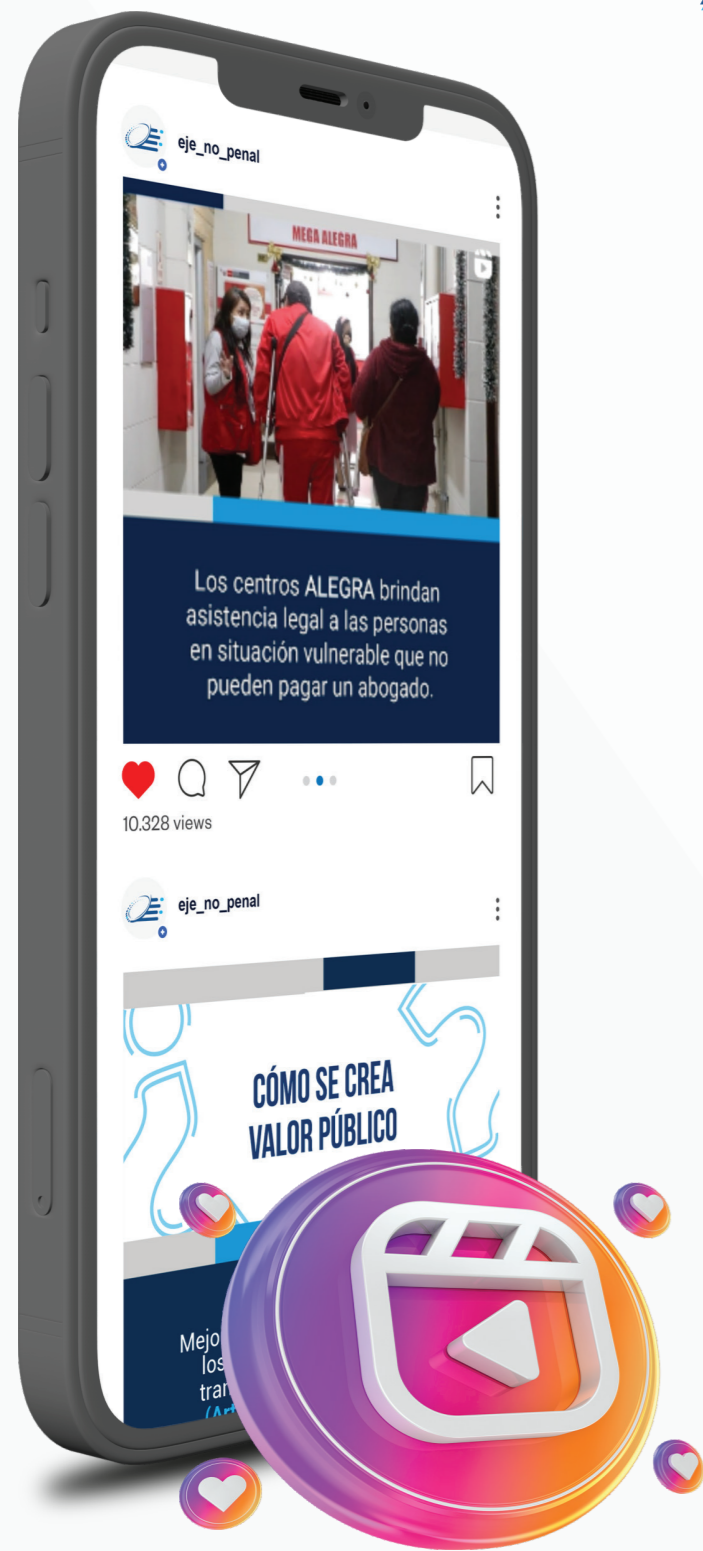 eje_no_penal
MEGA ALEGRA
Los centros ALEGRA brindan
asistencia legal a las personas
en situación vulnerable que no
pueden pagar un abogado.
10.328 views
eje_no_penal
CÓMO SE CREA
VALOR PÚBLICO
los